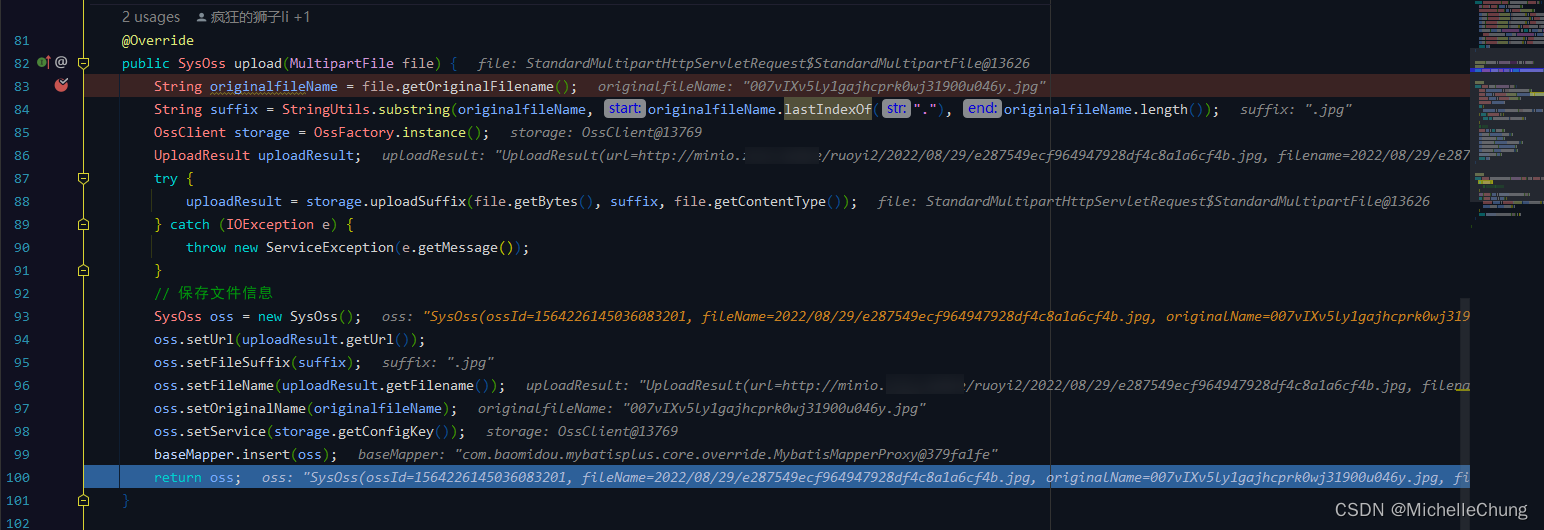 2 usages 疯狂的狮子li +1
81 @Override
82 @ public SysOss upload(MultipartFile file) { file: StandardMultipartHttpServletRequest$StandardMultipartFile@13626
83 String originalfileName = file.getOriginalFilename(); originalfileName: "007vIXv5ly1gajhcprk0wj31900u046y.jpg"
84 String suffix = StringUtils.substring(originalfileName, start: originalfileName.lastIndexOf( str: "."), end: originalfileName.length()); suffix: ".jpg"
85 OssClient storage = OssFactory.instance(); storage: OssClient@13769
86 UploadResult uploadResult; uploadResult: "UploadResult(url=http://minio. e/ruoyi2/2022/08/29/e287549ecf964947928df4c8a1a6cf4b.jpg, filename=2022/08/29/e287
87 try {
88 uploadResult = storage.uploadSuffix(file.getBytes(), suffix, file.getContentType()); file: StandardMultipartHttpServletRequest$StandardMultipartFile@13626
89 } catch (IOException e) {
90 throw new ServiceException(e.getMessage());
91 }
92 // 保存文件信息
93 SysOss oss = new SysOss(); oss: "SysOss(ossId=1564226145036083201, fileName=2022/08/29/e287549ecf964947928df4c8a1a6cf4b.jpg, originalName=007vIXv5ly1gajhcprk0wj319
94 oss.setUrl(uploadResult.getUrl());
95 oss.setFileSuffix(suffix); suffix: ".jpg"
96 oss.setFileName(uploadResult.getFilename()); uploadResult: "UploadResult(url=http://minio. /ruoyi2/2022/08/29/e287549ecf964947928df4c8a1a6cf4b.jpg, filena
97 oss.setOriginalName(originalfileName); originalfileName: "007vIXv5ly1gajhcprk0wj31900u046y.jpg"
98 oss.setService(storage.getConfigKey()); storage: OssClient@13769
99 baseMapper.insert(oss); baseMapper: "com.baomidou.mybatisplus.core.override.MybatisMapperProxy@379fa1fe"
100 return oss; oss: "SysOss(ossId=1564226145036083201, fileName=2022/08/29/e287549ecf964947928df4c8a1a6cf4b.jpg, originalName=007vIXv5ly1gajhcprk0wj31900u046y.jpg, fi
101 }
102
CSDN @MichelleChung